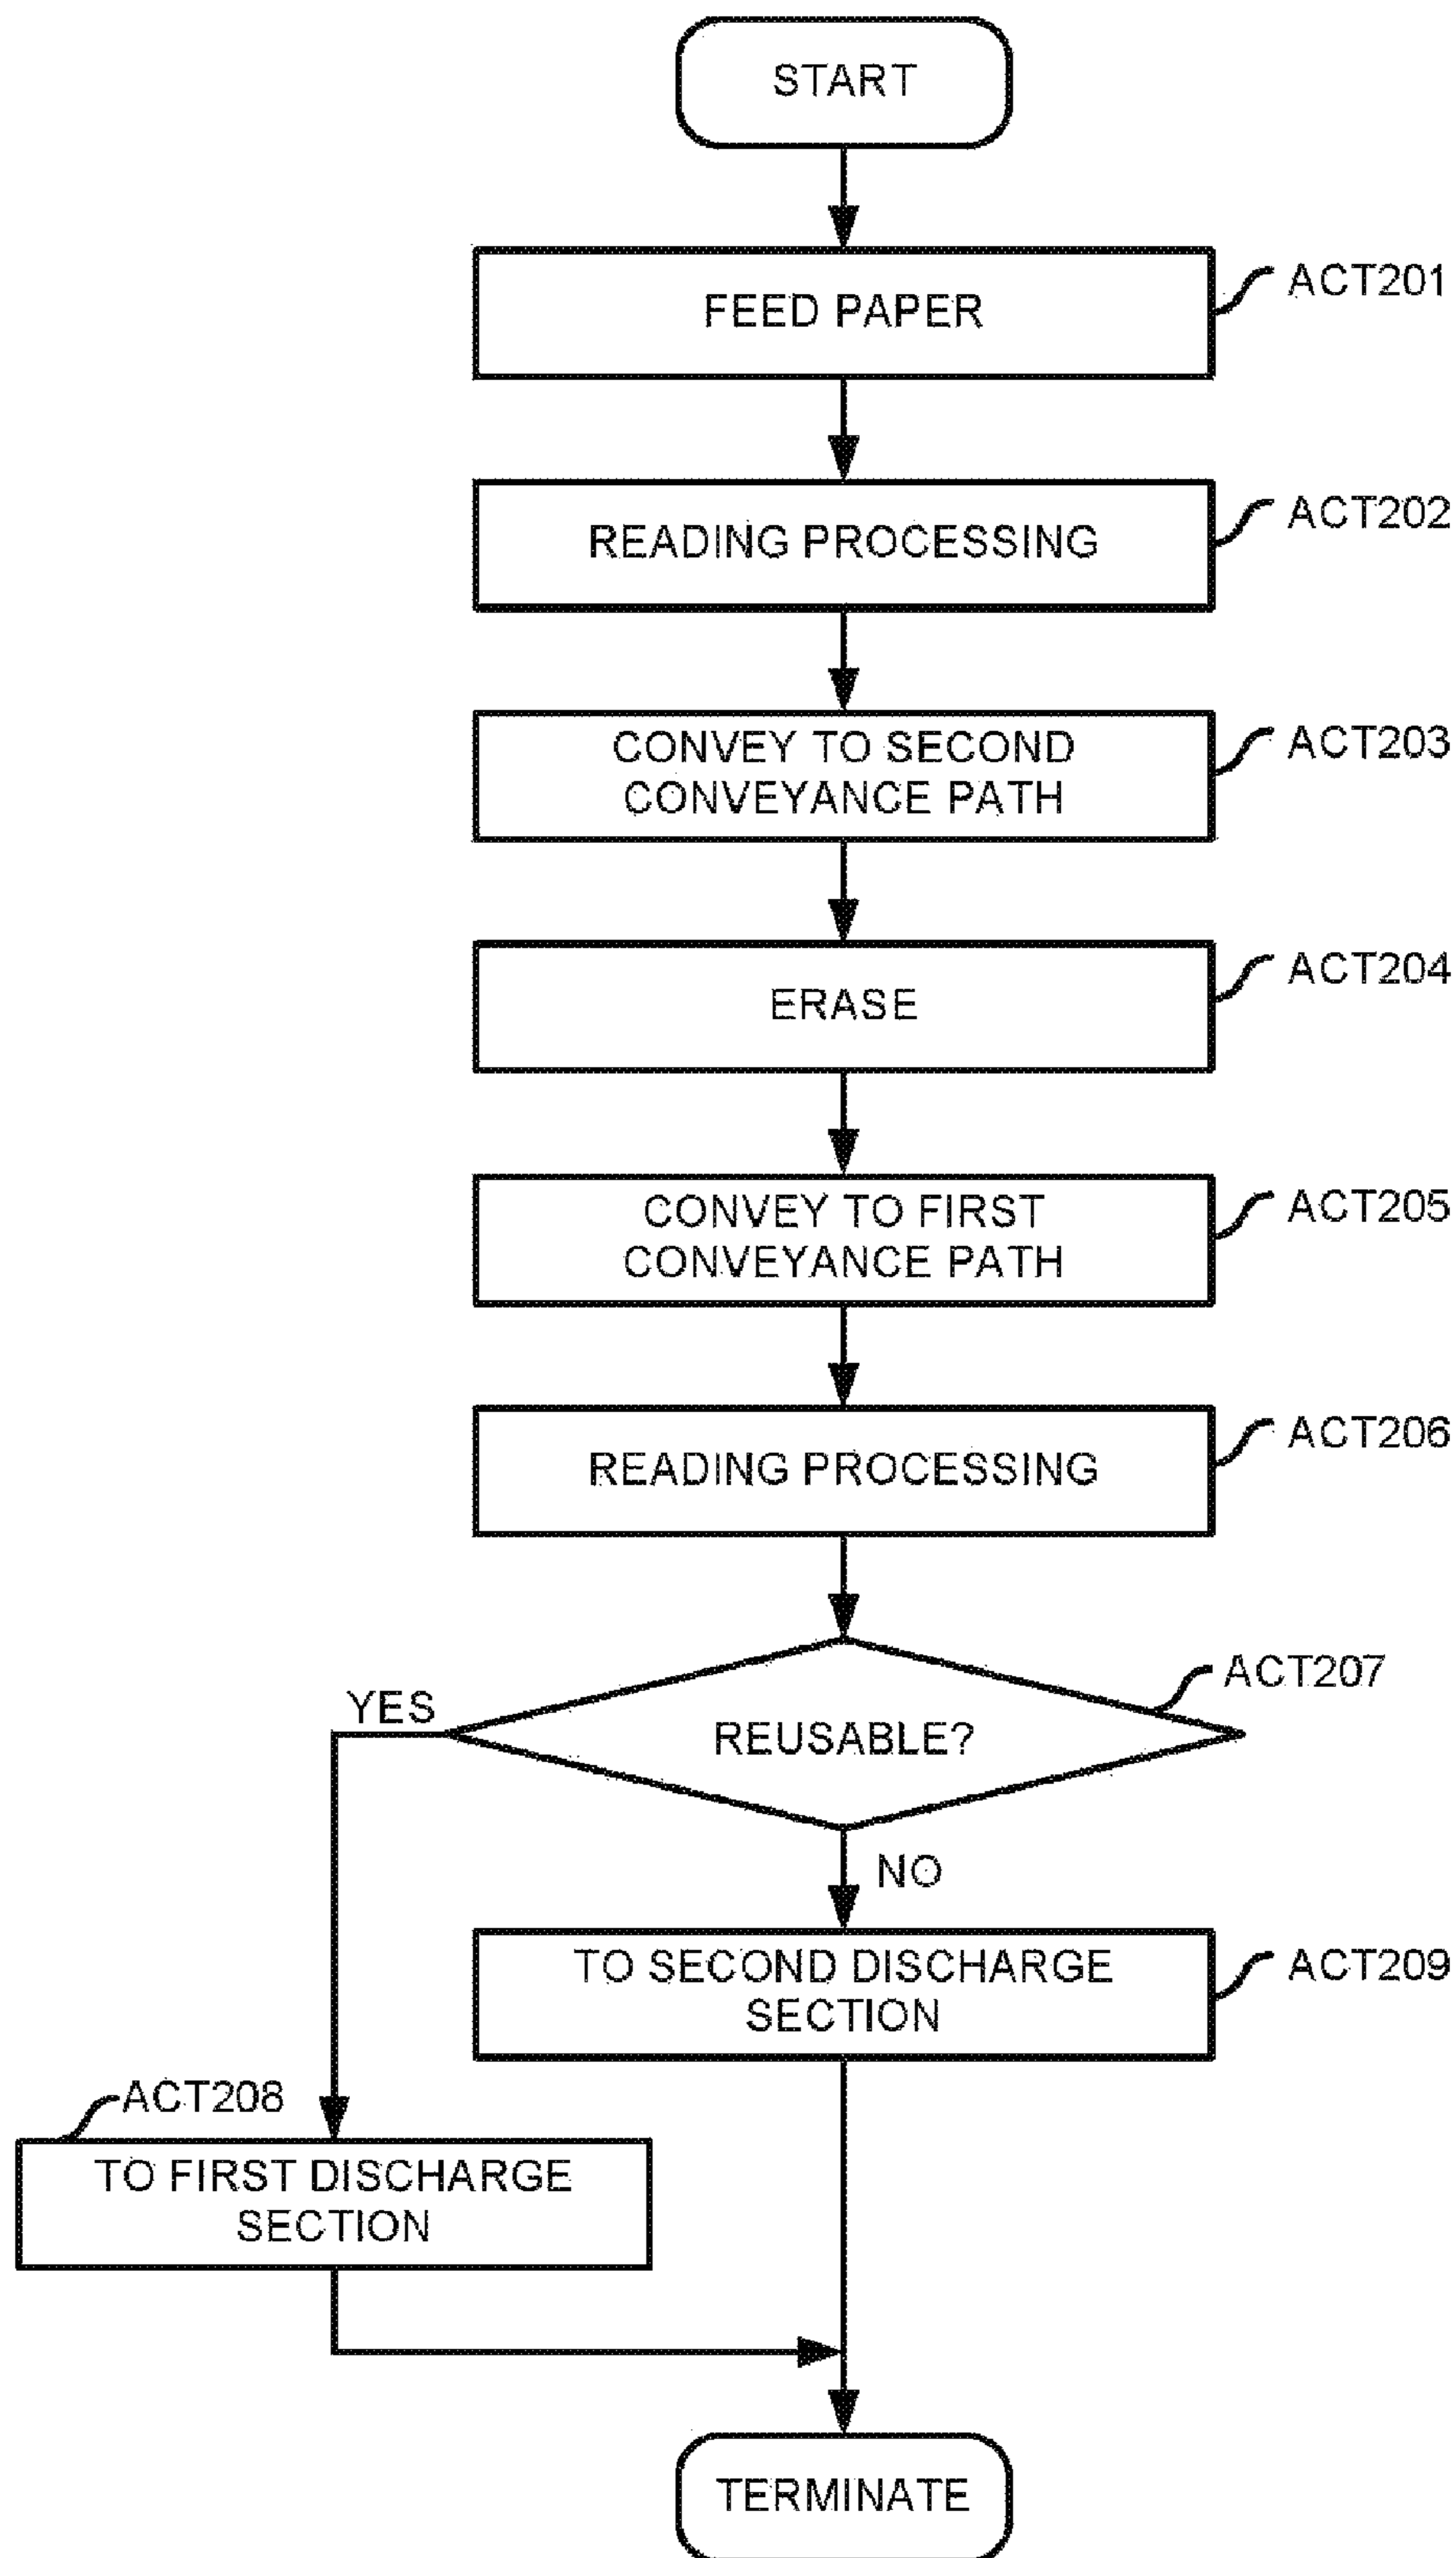 START
FEED PAPER
ACT201
READING PROCESSING
ACT202
CONVEY TO SECOND
CONVEYANCE PATH
ACT203
ERASE
ACT204
CONVEY TO FIRST
CONVEYANCE PATH
ACT205
READING PROCESSING
ACT206
REUSABLE?
ACT207
YES
NO
TO SECOND DISCHARGE
SECTION
ACT209
ACT208
TO FIRST DISCHARGE
SECTION
TERMINATE